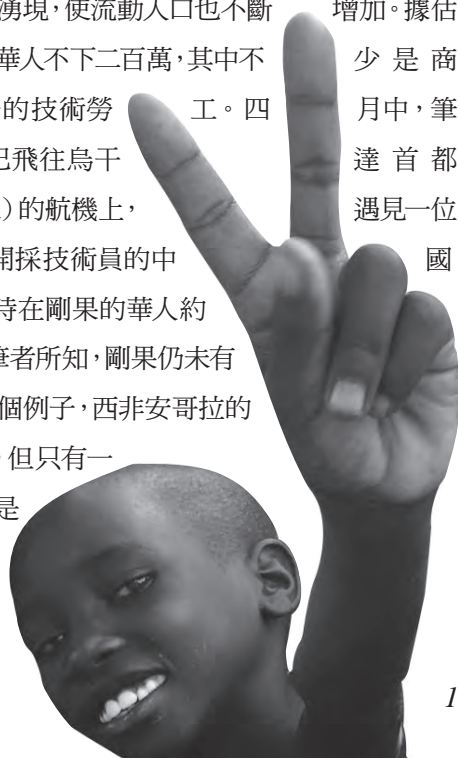 湧現，使流動人口也不斷 增加。據估
華人不下二百萬，其中不 少是商
的技術勞 工。四 月中，筆
飛往烏干 達首都
）的航機上， 遇見一位
開採技術員的中 國
在剛果的華人約
筆者所知，剛果仍未有
個例子，西非安哥拉的
但只有一
是
1